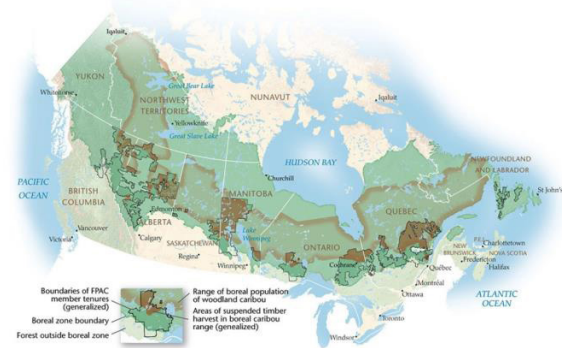 Iqaluit
YUKON
Great Bear Lake
Whitehorse
NORTHWEST
TERRITORIES
NUNAVUT
Iqaluit
Yellowknife
Great Slave Lake
HUDSON BAY
NEWFOUNDLAND
AND LABRADOR
Churchill
PACIFIC
OCEAN
BRITISH
COLUMBIA
MANITOBA
St John's
Edmonton
ALBERTA
QUEBEC
Vancouver
Victoria
Calgary
SASKATCHEWAN
Lake
Winnipeg
ONTARIO
Cochrane
P.E.I.
Charlottetown
NEW
BRUNSWICK
NOVA SCOTIA
Regina
Winnipeg
Québec
Fredericton
Halifax
Montréal
Ottawa
ATLANTIC
OCEAN
Toronto
Windsor
Boundaries of FPAC
member tenures
(generalized)
Boreal zone boundary
Forest outside boreal zone
Range of boreal population
of woodland caribou
Areas of suspended timber
harvest in boreal caribou
range (genealized)